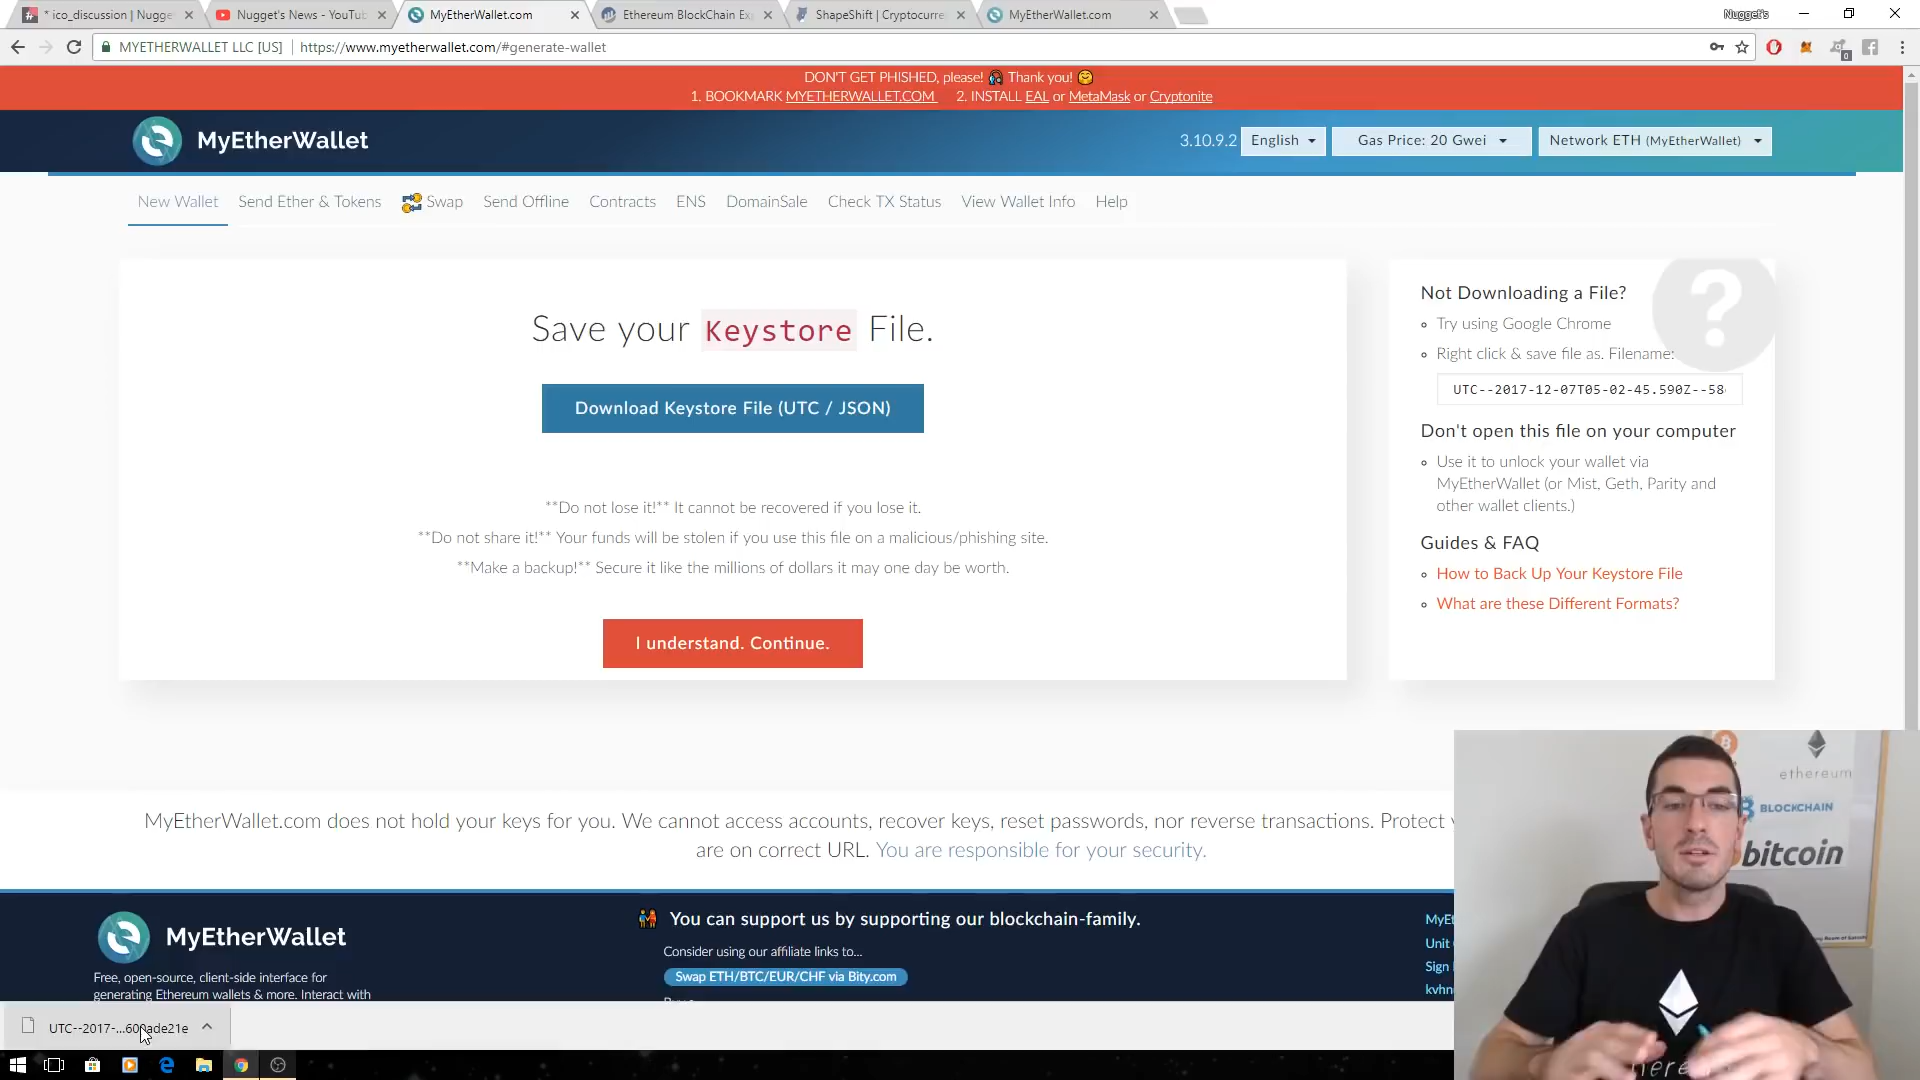 * ico_discussion | Nugge
Nugget's News - YouTub
MyEtherWallet.com
Ethereum BlockChain Ex
ShapeShift | Cryptocurre
MyEtherWallet.com
Nugget's
MYETHERWALLET LLC [US]
https://www.myetherwallet.com/#generate-wallet
DON'T GET PHISHED, please! Thank you!
1. BOOKMARK MYETHERWALLET.COM 2. INSTALL EAL or MetaMask or Cryptonite
MyEtherWallet
3.10.9.2
English
Gas Price: 20 Gwei
Network ETH (MyEtherWallet)
New Wallet
Send Ether & Tokens
Swap
Send Offline
Contracts
ENS
DomainSale
Check TX Status
View Wallet Info
Help
Save your Keystore File.
Download Keystore File (UTC / JSON)
**Do not lose it!** It cannot be recovered if you lose it.
**Do not share it!** Your funds will be stolen if you use this file on a malicious/phishing site.
**Make a backup!** Secure it like the millions of dollars it may one day be worth.
I understand. Continue.
Not Downloading a File?
Try using Google Chrome
Right click & save file as. Filename:
UTC--2017-12-07T05-02-45.590Z--58
Don't open this file on your computer
Use it to unlock your wallet via
MyEtherWallet (or Mist, Geth, Parity and
other wallet clients.)
Guides & FAQ
How to Back Up Your Keystore File
What are these Different Formats?
MyEtherWallet.com does not hold your keys for you. We cannot access accounts, recover keys, reset passwords, nor reverse transactions. Protect
are on correct URL. You are responsible for your security.
MyEtherWallet
Free, open-source, client-side interface for
generating Ethereum wallets & more. Interact with
You can support us by supporting our blockchain-family.
Consider using our affiliate links to...
Swap ETH/BTC/EUR/CHF via Bity.com
MyEt
Unit
Sign
kvhn
ethereum
BLOCKCHAIN
bitcoin
UTC--2017-...600ade21e